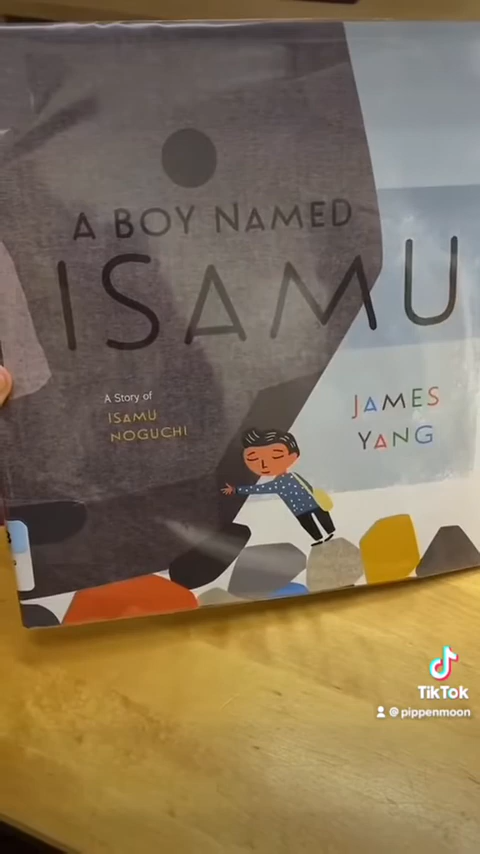 A BOY NAMED
ISAMU
A Story of
ISAMU
NOGUCHI
JAMES
YANG
TikTok
@pippenmoon